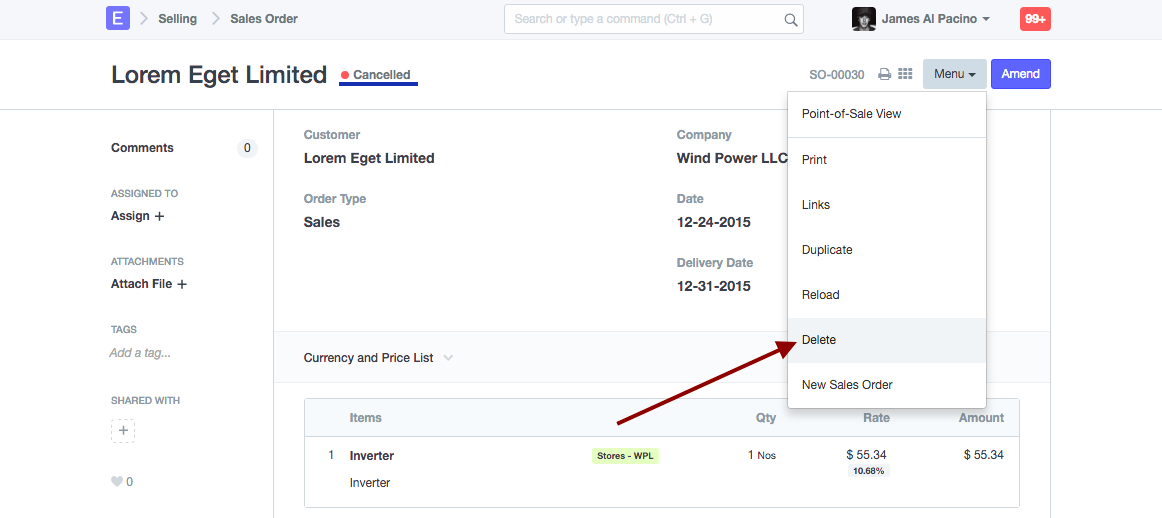 E Selling Sales Order Search or type a command (Ctrl + G) James Al Pacino 99+
Lorem Eget Limited Cancelled SO-00030 Menu Amend
Comments 0
ASSIGNED TO
Assign +
ATTACHMENTS
Attach File +
TAGS
Add a tag...
SHARED WITH
+
0
Customer
Lorem Eget Limited
Order Type
Sales
Company
Wind Power LLC
Date
12-24-2015
Delivery Date
12-31-2015
Point-of-Sale View
Print
Links
Duplicate
Reload
Delete
New Sales Order
Currency and Price List
Items Qty Rate Amount
1 Inverter Stores - WPL 1 Nos $ 55.34 $ 55.34
10.68%
Inverter